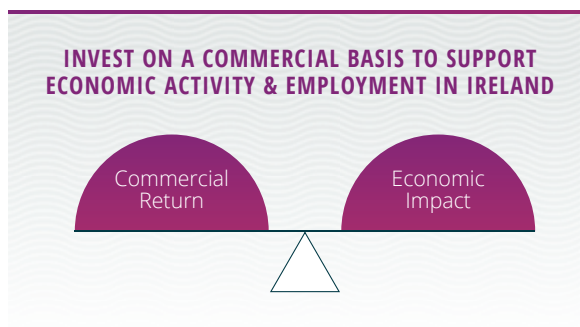 INVEST ON A COMMERCIAL BASIS TO SUPPORT
ECONOMIC ACTIVITY & EMPLOYMENT IN IRELAND
Commercial
Return
Economic
Impact